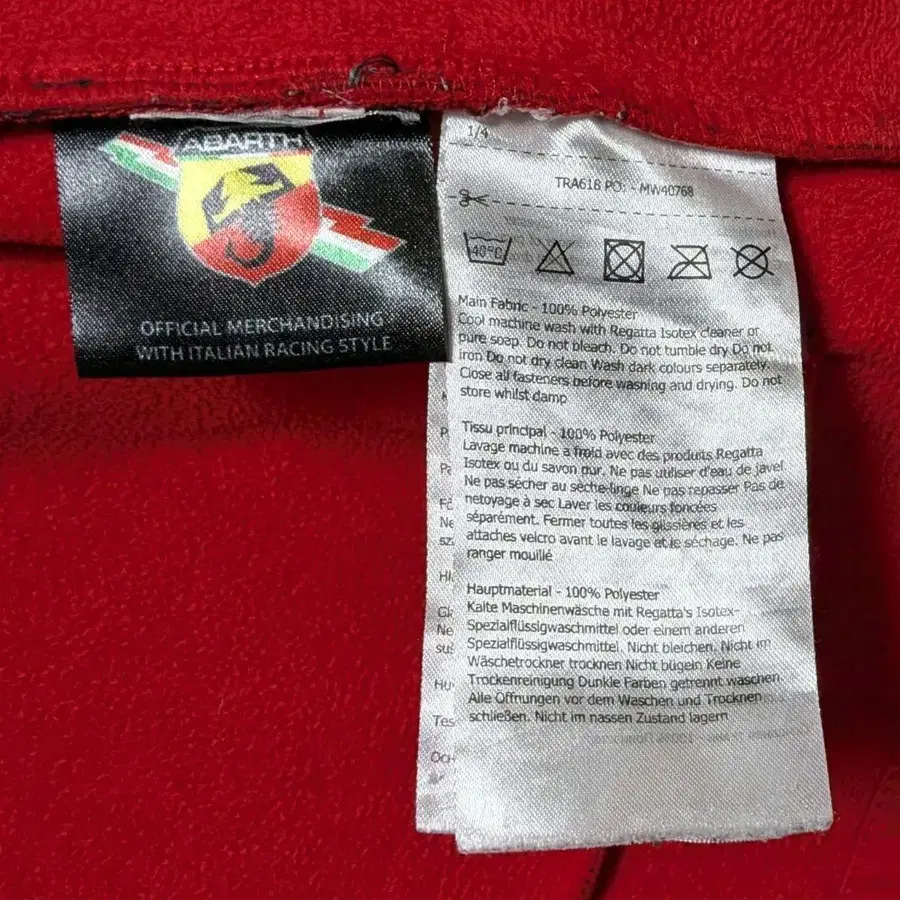 ABARTH
OFFICIAL MERCHANDISING
WITH ITALIAN RACING STYLE
1/4
TRA618 PO: - MW40768
40°C
Main Fabric - 100% Polyester
Cool machine wash with Regatta Isotex cleaner or
pure soap. Do not bleach. Do not tumble dry Do not
iron Do not dry clean Wash dark colours separately.
Close all fasteners before washing and drying. Do not
store whilst damp
Tissu principal - 100% Polyester
Lavage machine a froid avec des produits Regatta
Isotex ou du savon pur. Ne pas utiliser d'eau de javel
Ne pas sécher au sèche-linge Ne pas repasser Pas de
netoyage à sec Laver les couleurs foncées
séparément. Fermer toutes les glissières et les
attaches velcro avant le lavage et le séchage. Ne pas
ranger mouillé
Hauptmaterial - 100% Polyester
Kalte Maschinenwäsche mit Regatta's Isotex-
Spezialflüssigwaschmittel oder einem anderen
Spezialflüssigwaschmittel. Nicht bleichen. Nicht im
Wäschetrockner trocknen Nicht bügeln Keine
Trockenreinigung Dunkle Farben getrennt waschen.
Alle Öffnungen vor dem Waschen und Trocknen
schließen. Nicht im nassen Zustand lagern